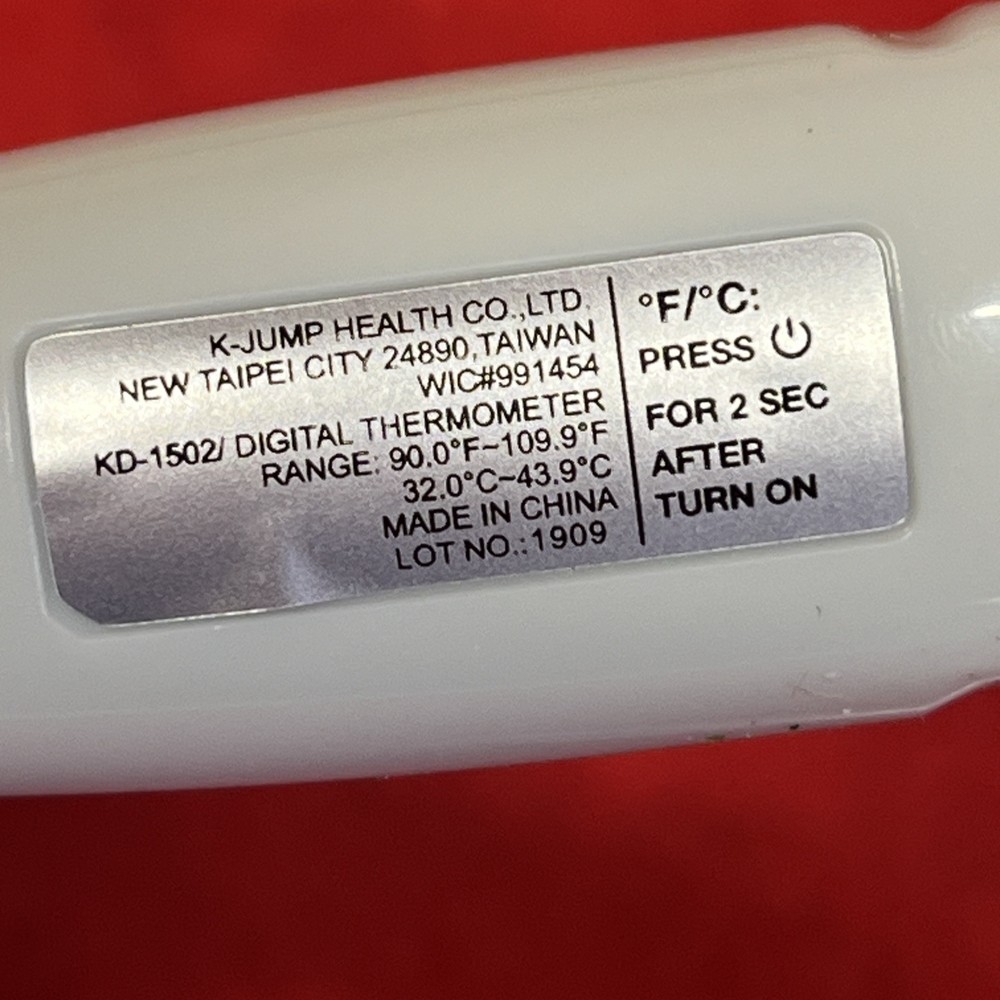 K-JUMP HEALTH CO.,LTD.
NEW TAIPEI CITY 24890,TAIWAN
WIC#991454
KD-1502/ DIGITAL THERMOMETER
RANGE: 90.0°F~109.9°F
32.0°C~43.9°C
MADE IN CHINA
LOT NO.:1909
°F/°C:
PRESS ⏻
FOR 2 SEC
AFTER
TURN ON